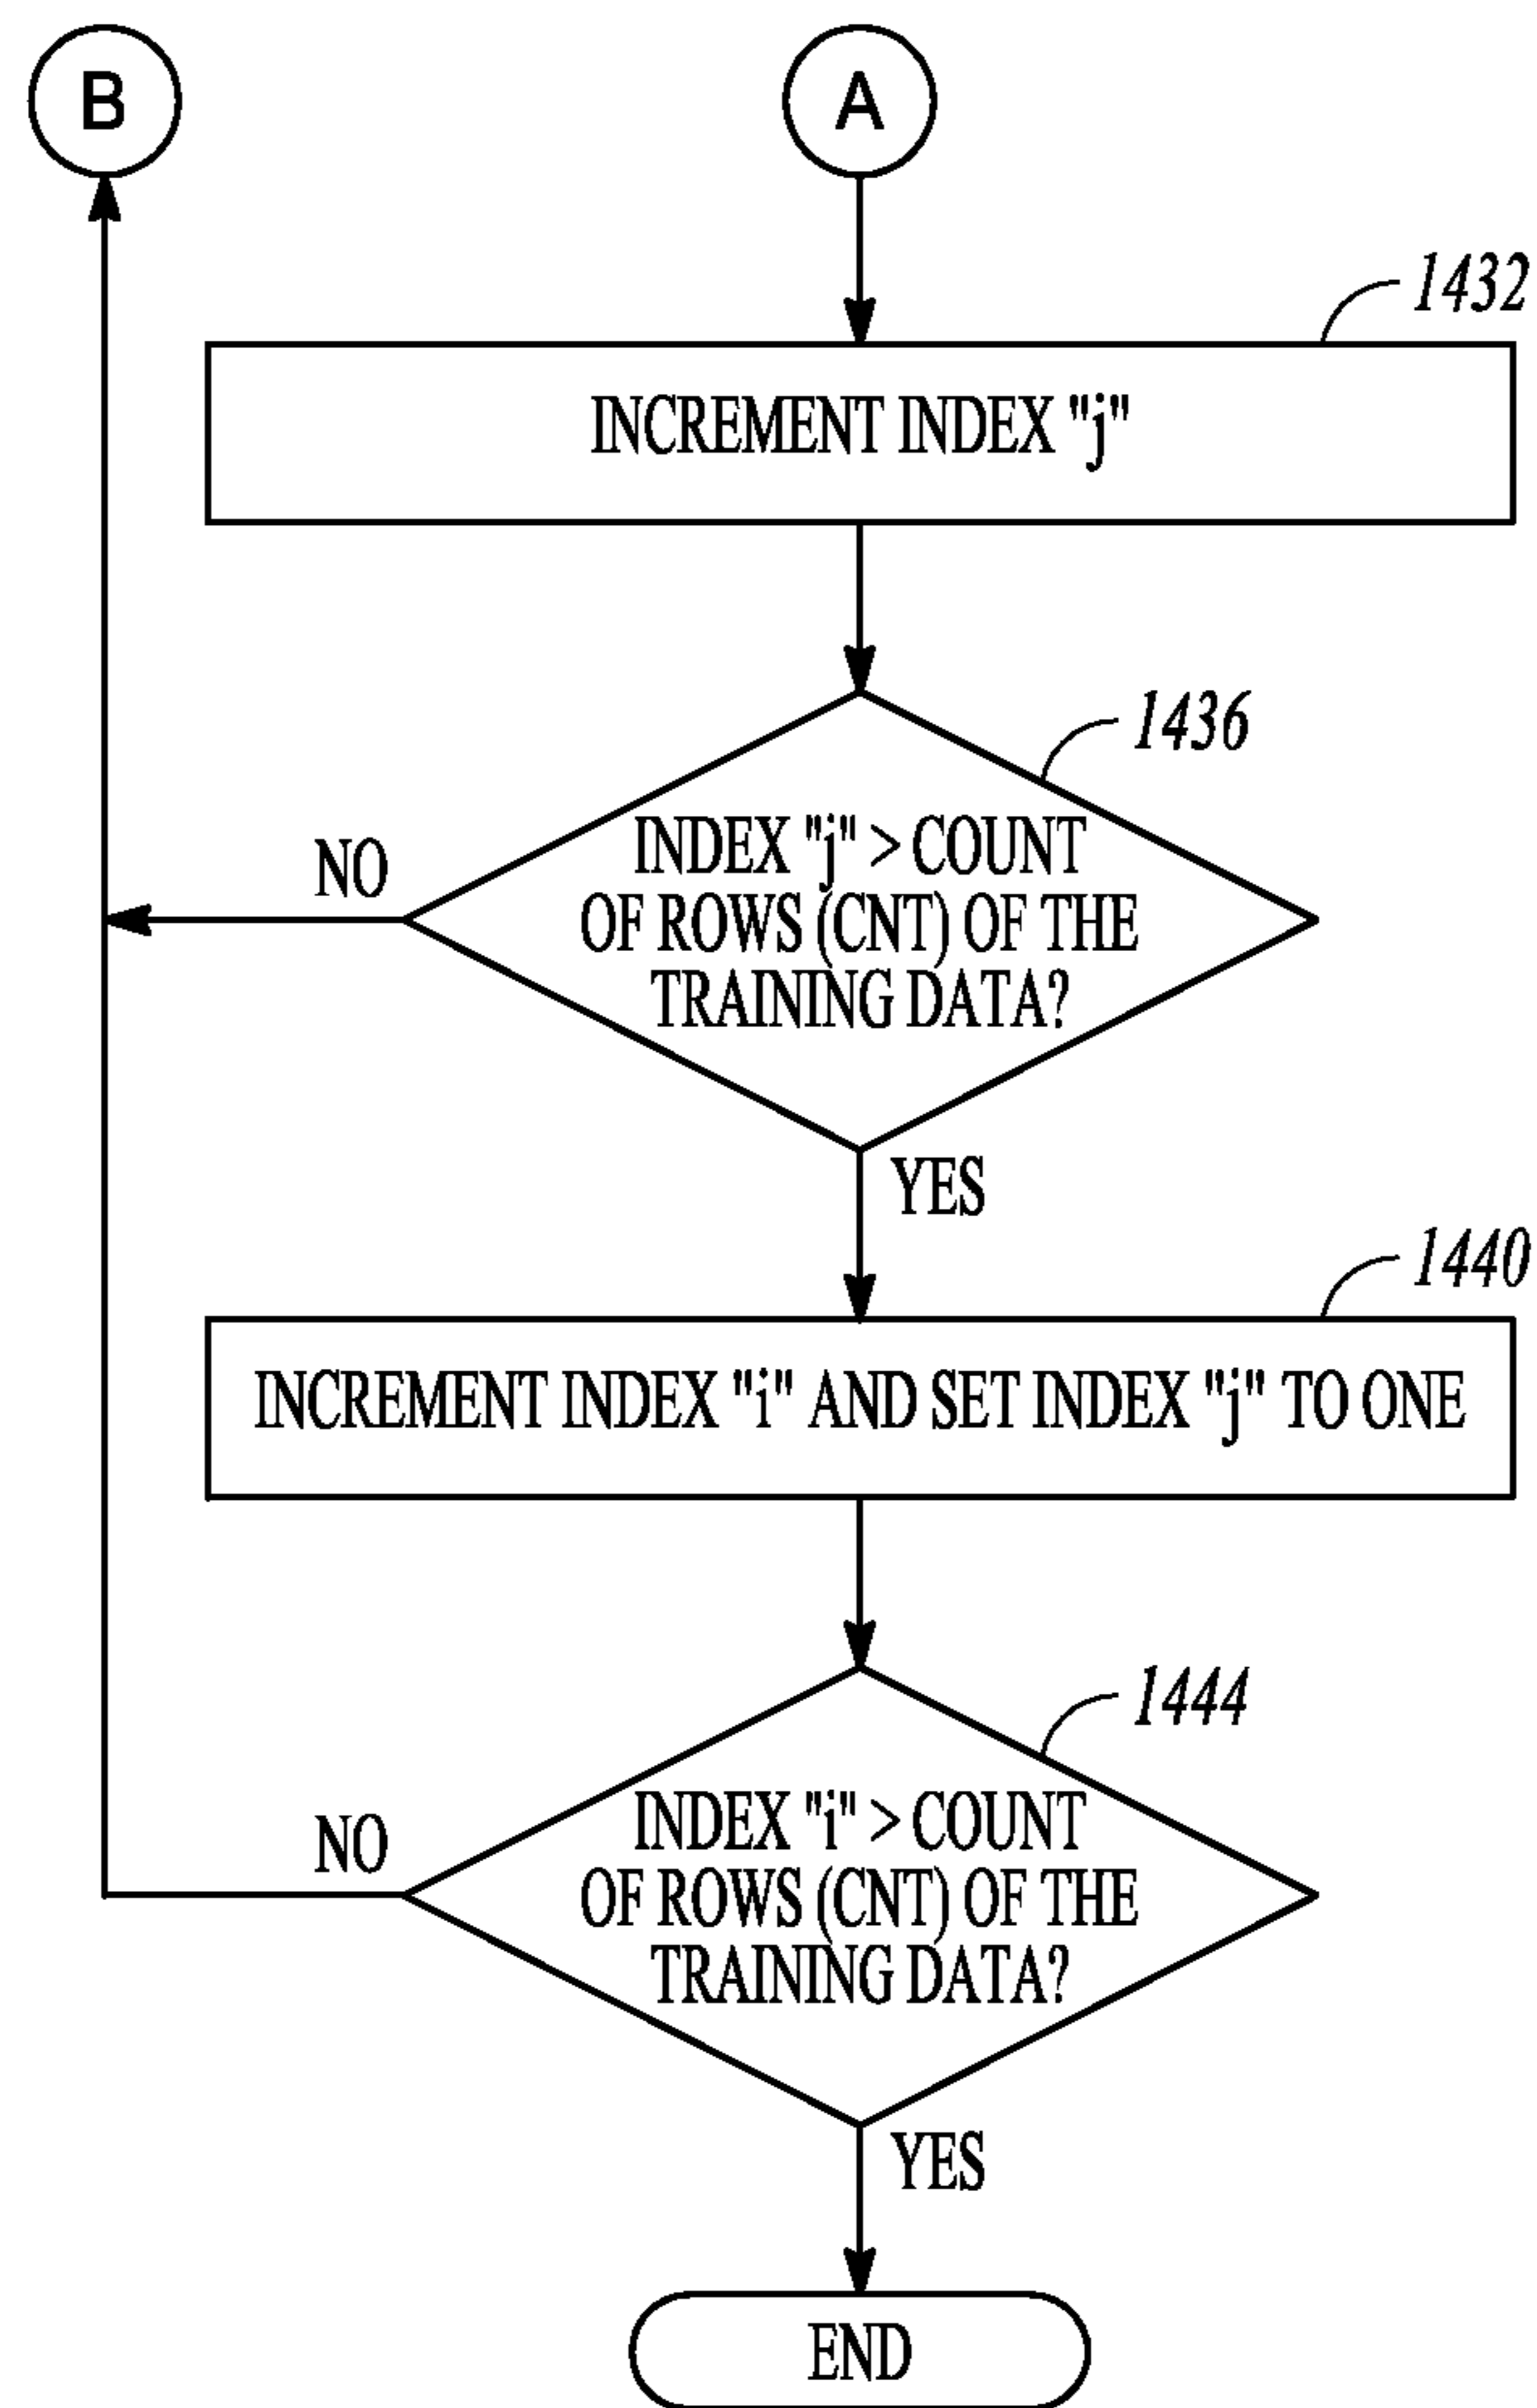 B
A
1432
INCREMENT INDEX "j"
1436
INDEX "j" > COUNT
OF ROWS (CNT) OF THE
TRAINING DATA?
NO
YES
1440
INCREMENT INDEX "i" AND SET INDEX "j" TO ONE
1444
INDEX "i" > COUNT
OF ROWS (CNT) OF THE
TRAINING DATA?
NO
YES
END